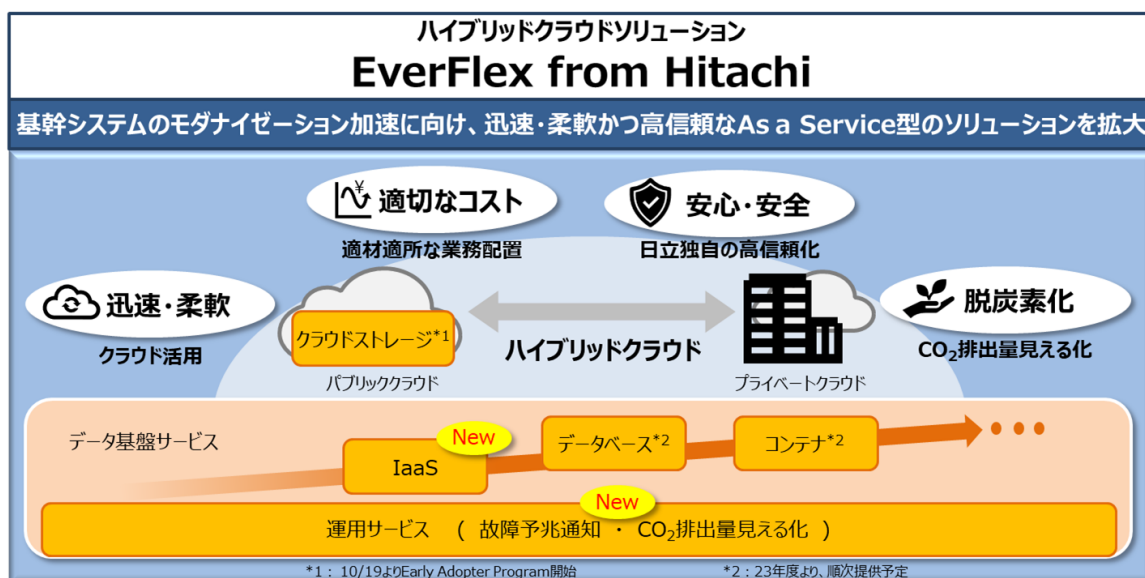 ハイブリッドクラウドソリューション
EverFlex from Hitachi
基幹システムのモダナイゼーション加速に向け、迅速・柔軟かつ高信頼なAs a Service型のソリューションを拡大
¥
適切なコスト
適材適所な業務配置
安心・安全
日立独自の高信頼化
迅速・柔軟
クラウド活用
脱炭素化
CO₂排出量見える化
クラウドストレージ*1
パブリッククラウド
ハイブリッドクラウド
プライベートクラウド
データ基盤サービス
New
IaaS
データベース*2
コンテナ*2
New
運用サービス ( 故障予兆通知 ・ CO₂排出量見える化 )
*1：10/19よりEarly Adopter Program開始
*2：23年度より、順次提供予定